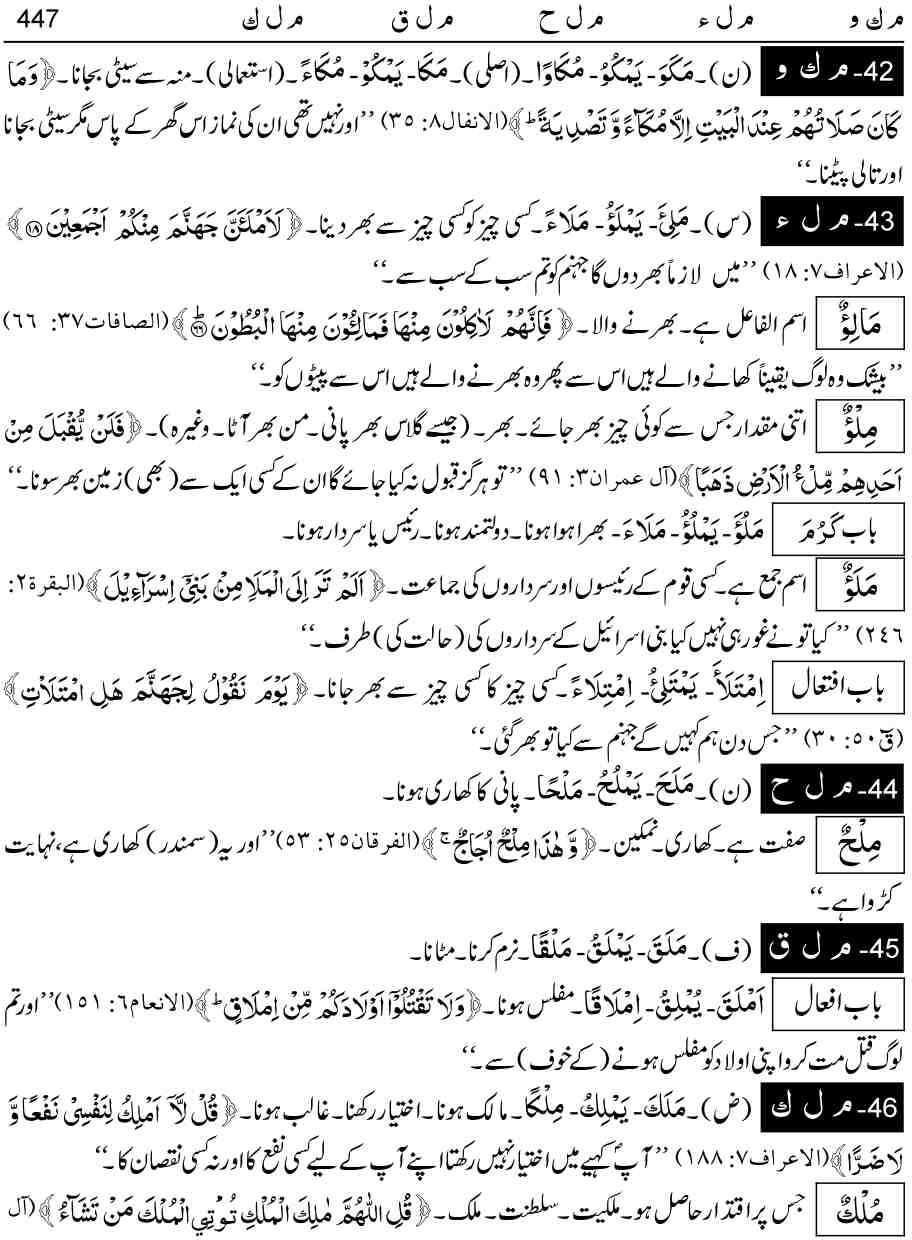 م ك و م ل ء م ل ح م ل ق م ل ك 447
42- م ك و (ن)۔ مَكَوَ۔ يَمْكُوُ۔ مُكَاوًا۔ (اصلی)۔ مَكَا۔ يَمْكُوْ۔ مُكَاءً۔ (استعمالی)۔ منہ سے سیٹی بجانا۔ ﴿وَمَا
كَانَ صَلَاتُهُمْ عِنْدَ الْبَيْتِ اِلَّا مُكَآءً وَّ تَصْدِيَةً ؕ﴾ (الانفال۸: ۳۵) ’’اور نہیں تھی ان کی نماز اس گھر کے پاس مگر سیٹی بجانا
اور تالی پیٹنا۔‘‘
43- م ل ء (س)۔ مَلِئَ۔ يَمْلَؤُ۔ مَلَاءً۔ کسی چیز کو کسی چیز سے بھر دینا۔ ﴿لَاَمْلَئَنَّ جَهَنَّمَ مِنْكُمْ اَجْمَعِيْنَ ۝۱۸﴾
(الاعراف۷: ۱۸) ’’میں لازماً بھر دوں گا جہنم کو تم سب کے سب سے۔‘‘
مَالِؤٌ اسم الفاعل ہے۔ بھرنے والا۔ ﴿فَاِنَّهُمْ لَاٰكِلُوْنَ مِنْهَا فَمَالِئُوْنَ مِنْهَا الْبُطُوْنَ ؕ۝۶۶﴾ (الصافات۳۷: ۶۶)
’’بیشک وہ لوگ یقیناً کھانے والے ہیں اس سے پھر وہ بھرنے والے ہیں اس سے پیٹوں کو۔‘‘
مِلْؤٌ اتنی مقدار جس سے کوئی چیز بھر جائے۔ بھر۔ (جیسے گلاس بھر پانی۔ من بھر آٹا۔ وغیرہ)۔ ﴿فَلَنْ يُّقْبَلَ مِنْ
اَحَدِهِمْ مِّلْءُ الْاَرْضِ ذَهَبًا﴾ (آل عمران۳: ۹۱) ’’تو ہرگز قبول نہ کیا جائے گا ان کے کسی ایک سے (بھی) زمین بھر سونا۔‘‘
باب كَرُمَ مَلُؤَ۔ يَمْلُؤُ۔ مَلَاءَ۔ بھرا ہوا ہونا۔ دولتمند ہونا۔ رئیس یا سردار ہونا۔
مَلَؤٌ اسم جمع ہے۔ کسی قوم کے رئیسوں اور سرداروں کی جماعت۔ ﴿اَلَمْ تَرَ اِلَى الْمَلَاِ مِنْ بَنِيْٓ اِسْرَآءِيْلَ﴾ (البقرة۲:
۲۴۶) ’’کیا تو نے غور ہی نہیں کیا بنی اسرائیل کے سرداروں کی (حالت کی) طرف۔‘‘
باب افتعال اِمْتَلَأَ۔ يَمْتَلِئُ۔ اِمْتِلَاءً۔ کسی چیز کا کسی چیز سے بھر جانا۔ ﴿يَوْمَ نَقُوْلُ لِجَهَنَّمَ هَلِ امْتَلَاْتِ﴾
(قٓ ۵۰: ۳۰) ’’جس دن ہم کہیں گے جہنم سے کیا تو بھر گئی۔‘‘
44- م ل ح (ن)۔ مَلَحَ۔ يَمْلُحُ۔ مَلْحًا۔ پانی کا کھاری ہونا۔
مِلْحٌ صفت ہے۔ کھاری۔ نمکین۔ ﴿وَّ هٰذَا مِلْحٌ اُجَاجٌ ۚ﴾ (الفرقان۲۵: ۵۳) ’’اور یہ (سمندر) کھاری ہے، نہایت
کڑوا ہے۔‘‘
45- م ل ق (ف)۔ مَلَقَ۔ يَمْلَقُ۔ مَلْقًا۔ نرم کرنا۔ مٹانا۔
باب افعال اَمْلَقَ۔ يُمْلِقُ۔ اِمْلَاقًا۔ مفلس ہونا۔ ﴿وَلَا تَقْتُلُوْٓا اَوْلَادَكُمْ مِّنْ اِمْلَاقٍ ؕ﴾ (الانعام۶: ۱۵۱) ’’اور تم
لوگ قتل مت کرو اپنی اولاد کو مفلس ہونے (کے خوف) سے۔‘‘
46- م ل ك (ض)۔ مَلَكَ۔ يَمْلِكُ۔ مِلْكًا۔ مالک ہونا۔ اختیار رکھنا۔ غالب ہونا۔ ﴿قُلْ لَّآ اَمْلِكُ لِنَفْسِيْ نَفْعًا وَّ
لَا ضَرًّا﴾ (الاعراف۷: ۱۸۸) ’’آپؐ کہیے میں اختیار نہیں رکھتا اپنے آپ کے لیے کسی نفع کا اور نہ کسی نقصان کا۔‘‘
مُلْكٌ جس پر اقتدار حاصل ہو۔ ملکیت۔ سلطنت۔ ملک۔ ﴿قُلِ اللّٰهُمَّ مٰلِكَ الْمُلْكِ تُوْتِي الْمُلْكَ مَنْ تَشَآءُ﴾ (آل